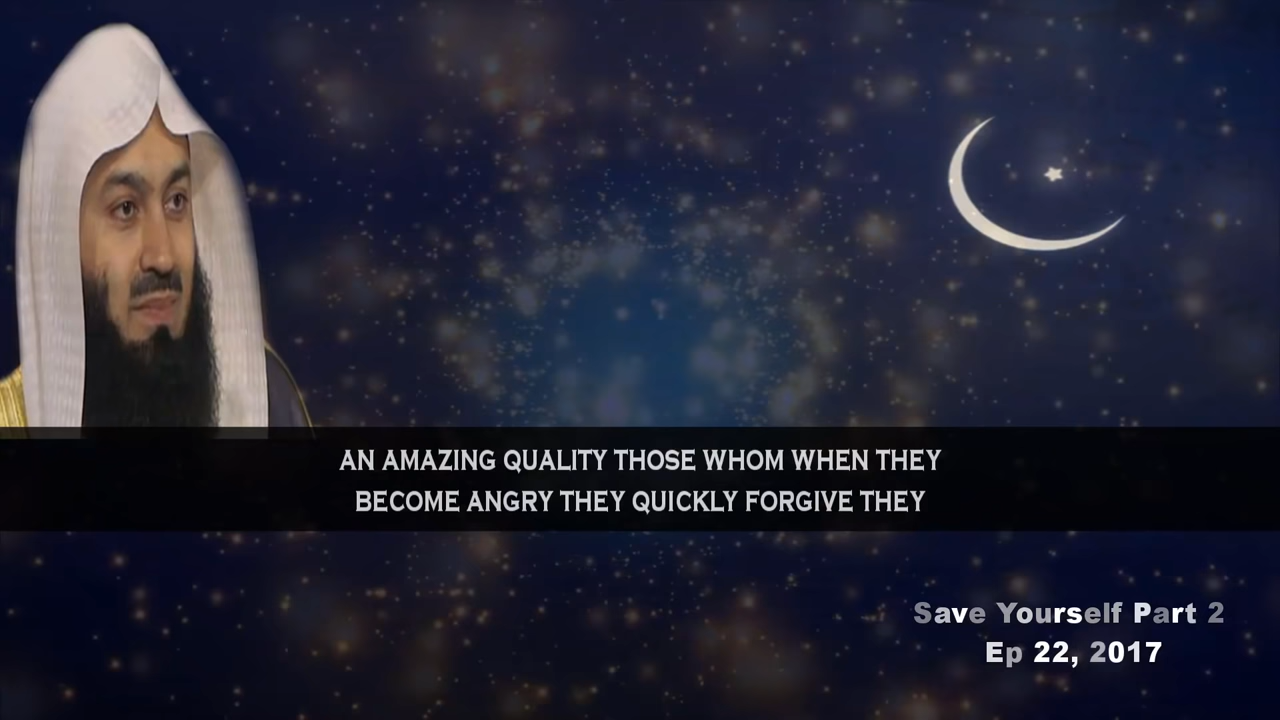 AN AMAZING QUALITY THOSE WHOM WHEN THEY
BECOME ANGRY THEY QUICKLY FORGIVE THEY
Save Yourself Part 2
Ep 22, 2017